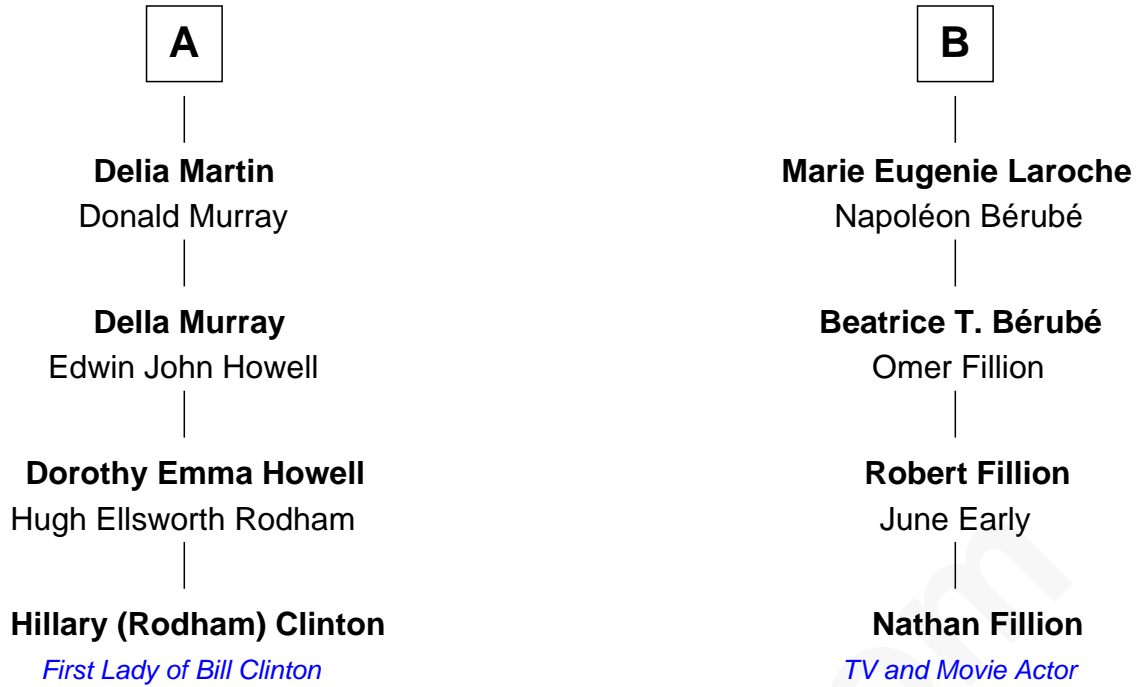 A
B
Delia Martin
Donald Murray
Marie Eugenie Laroche
Napoléon Bérubé
Della Murray
Edwin John Howell
Beatrice T. Bérubé
Omer Fillion
Dorothy Emma Howell
Hugh Ellsworth Rodham
Robert Fillion
June Early
Hillary (Rodham) Clinton
First Lady of Bill Clinton
Nathan Fillion
TV and Movie Actor